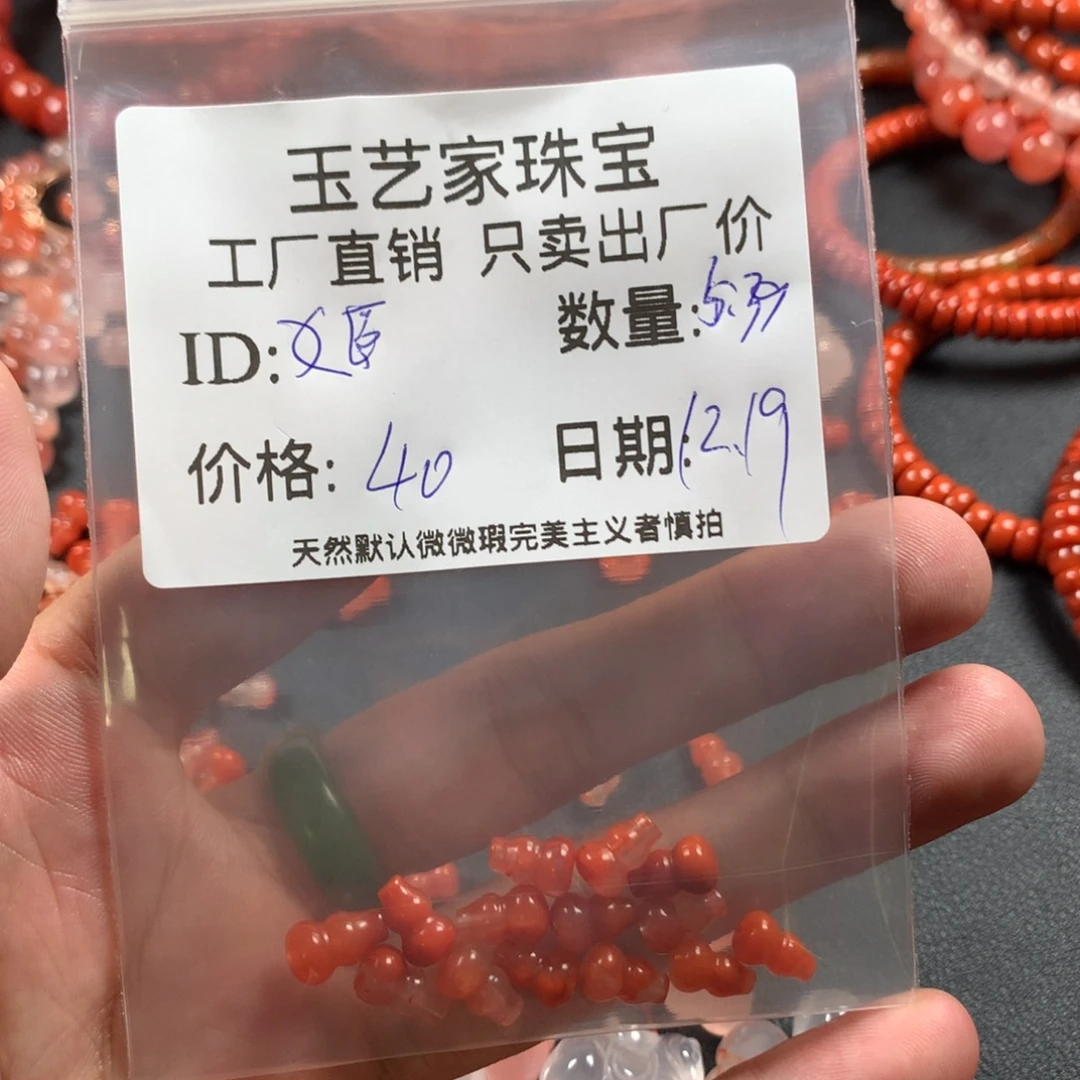 玉艺家珠宝
工厂直销 只卖出厂价
ID: 数量:
价格: 40 日期: 12.19
天然默认微微瑕完美主义者慎拍